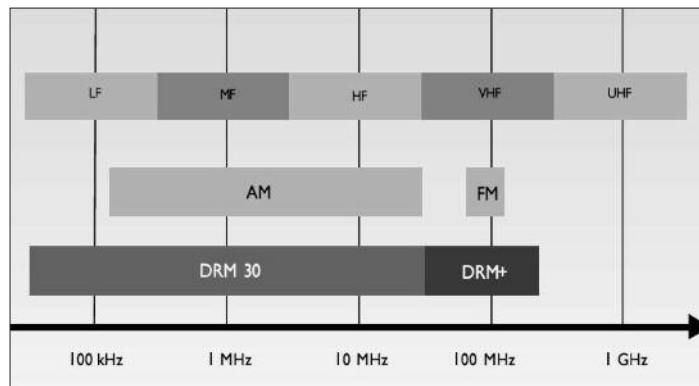 LF MF HF VHF UHF
AM FM
DRM 30 DRM+
100 kHz 1 MHz 10 MHz 100 MHz 1 GHz